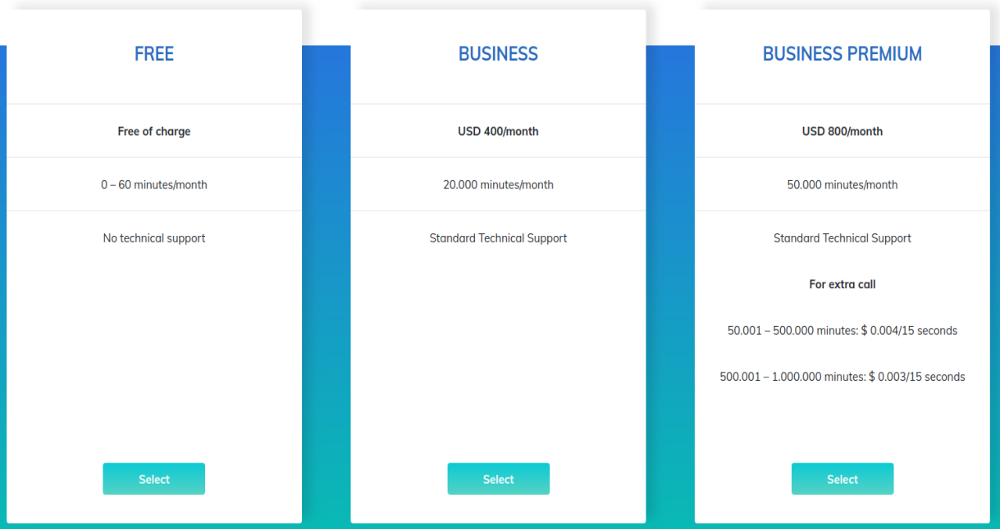 FREE
Free of charge
0 – 60 minutes/month
No technical support
Select
BUSINESS
USD 400/month
20.000 minutes/month
Standard Technical Support
Select
BUSINESS PREMIUM
USD 800/month
50.000 minutes/month
Standard Technical Support
For extra call
50.001 – 500.000 minutes: $ 0.004/15 seconds
500.001 – 1.000.000 minutes: $ 0.003/15 seconds
Select